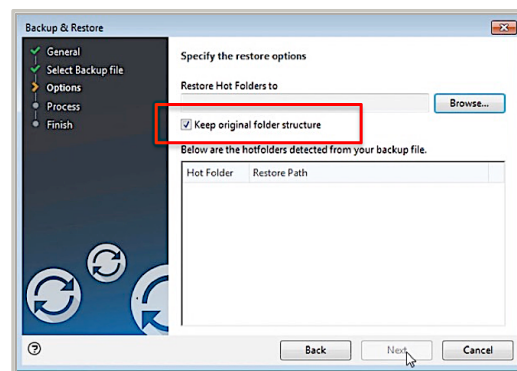 Backup & Restore
General
Select Backup file
Options
Process
Finish
Specify the restore options
Restore Hot Folders to
Browse...
Keep original folder structure
Below are the hotfolders detected from your backup file.
Hot Folder Restore Path
Back Next Cancel